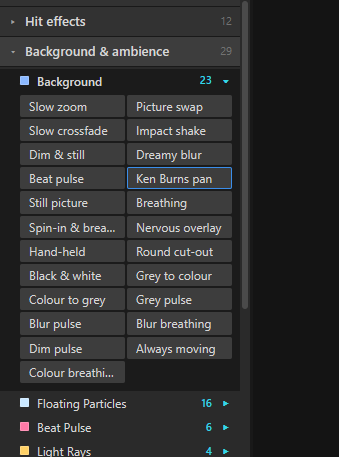 Hit effects 12
Background & ambience 29
Background 23
Slow zoom Picture swap
Slow crossfade Impact shake
Dim & still Dreamy blur
Beat pulse Ken Burns pan
Still picture Breathing
Spin-in & brea... Nervous overlay
Hand-held Round cut-out
Black & white Grey to colour
Colour to grey Grey pulse
Blur pulse Blur breathing
Dim pulse Always moving
Colour breathi...
Floating Particles 16
Beat Pulse 6
Light Rays 4